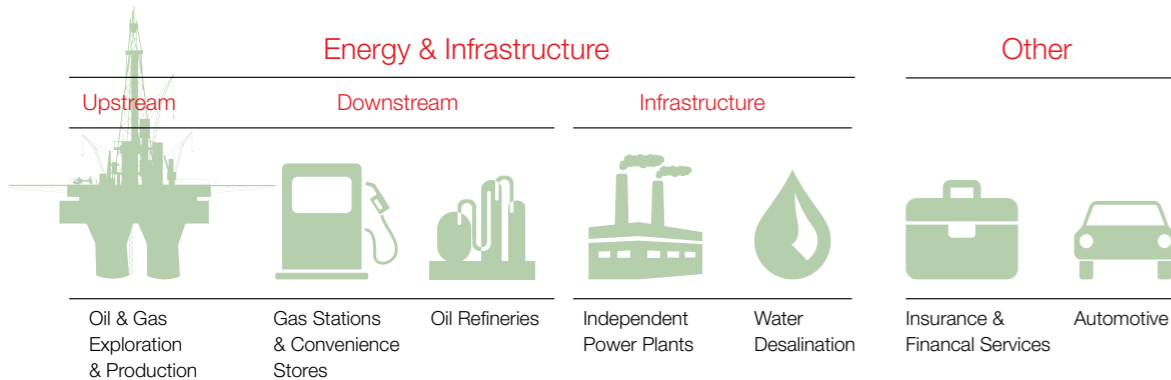 Energy & Infrastructure
Other
Upstream
Downstream
Infrastructure
Oil & Gas
Exploration
& Production
Gas Stations
& Convenience
Stores
Oil Refineries
Independent
Power Plants
Water
Desalination
Insurance &
Financal Services
Automotive